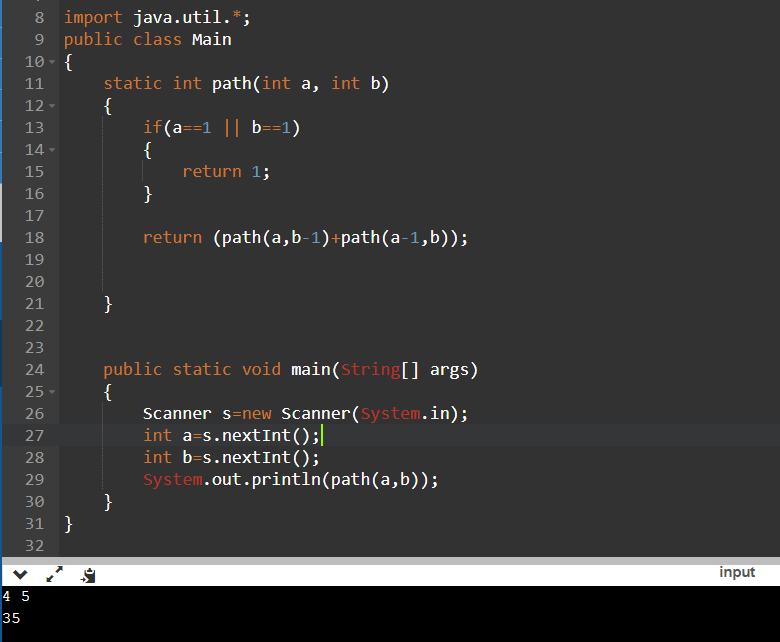 8 import java.util.*;
9 public class Main
10 {
11     static int path(int a, int b)
12     {
13         if(a==1 || b==1)
14         {
15             return 1;
16         }
17
18         return (path(a,b-1)+path(a-1,b));
19
20
21     }
22
23
24     public static void main(String[] args)
25     {
26         Scanner s=new Scanner(System.in);
27         int a=s.nextInt();
28         int b=s.nextInt();
29         System.out.println(path(a,b));
30     }
31 }
32
input
4 5
35